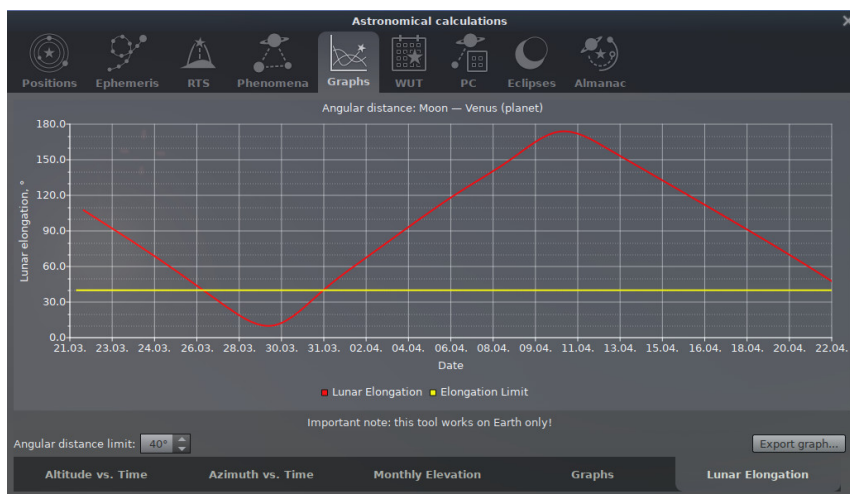 Astronomical calculations
Positions Ephemeris RTS Phenomena Graphs WUT PC Eclipses Almanac
Angular distance: Moon — Venus (planet)
180.0
150.0
120.0
90.0
60.0
30.0
0.0
Lunar elongation, °
21.03. 23.03. 24.03. 26.03. 28.03. 30.03. 31.03. 02.04. 04.04. 06.04. 08.04. 09.04. 11.04. 13.04. 15.04. 16.04. 18.04. 20.04. 22.04.
Date
Lunar Elongation Elongation Limit
Important note: this tool works on Earth only!
Angular distance limit: 40° Export graph...
Altitude vs. Time Azimuth vs. Time Monthly Elevation Graphs Lunar Elongation